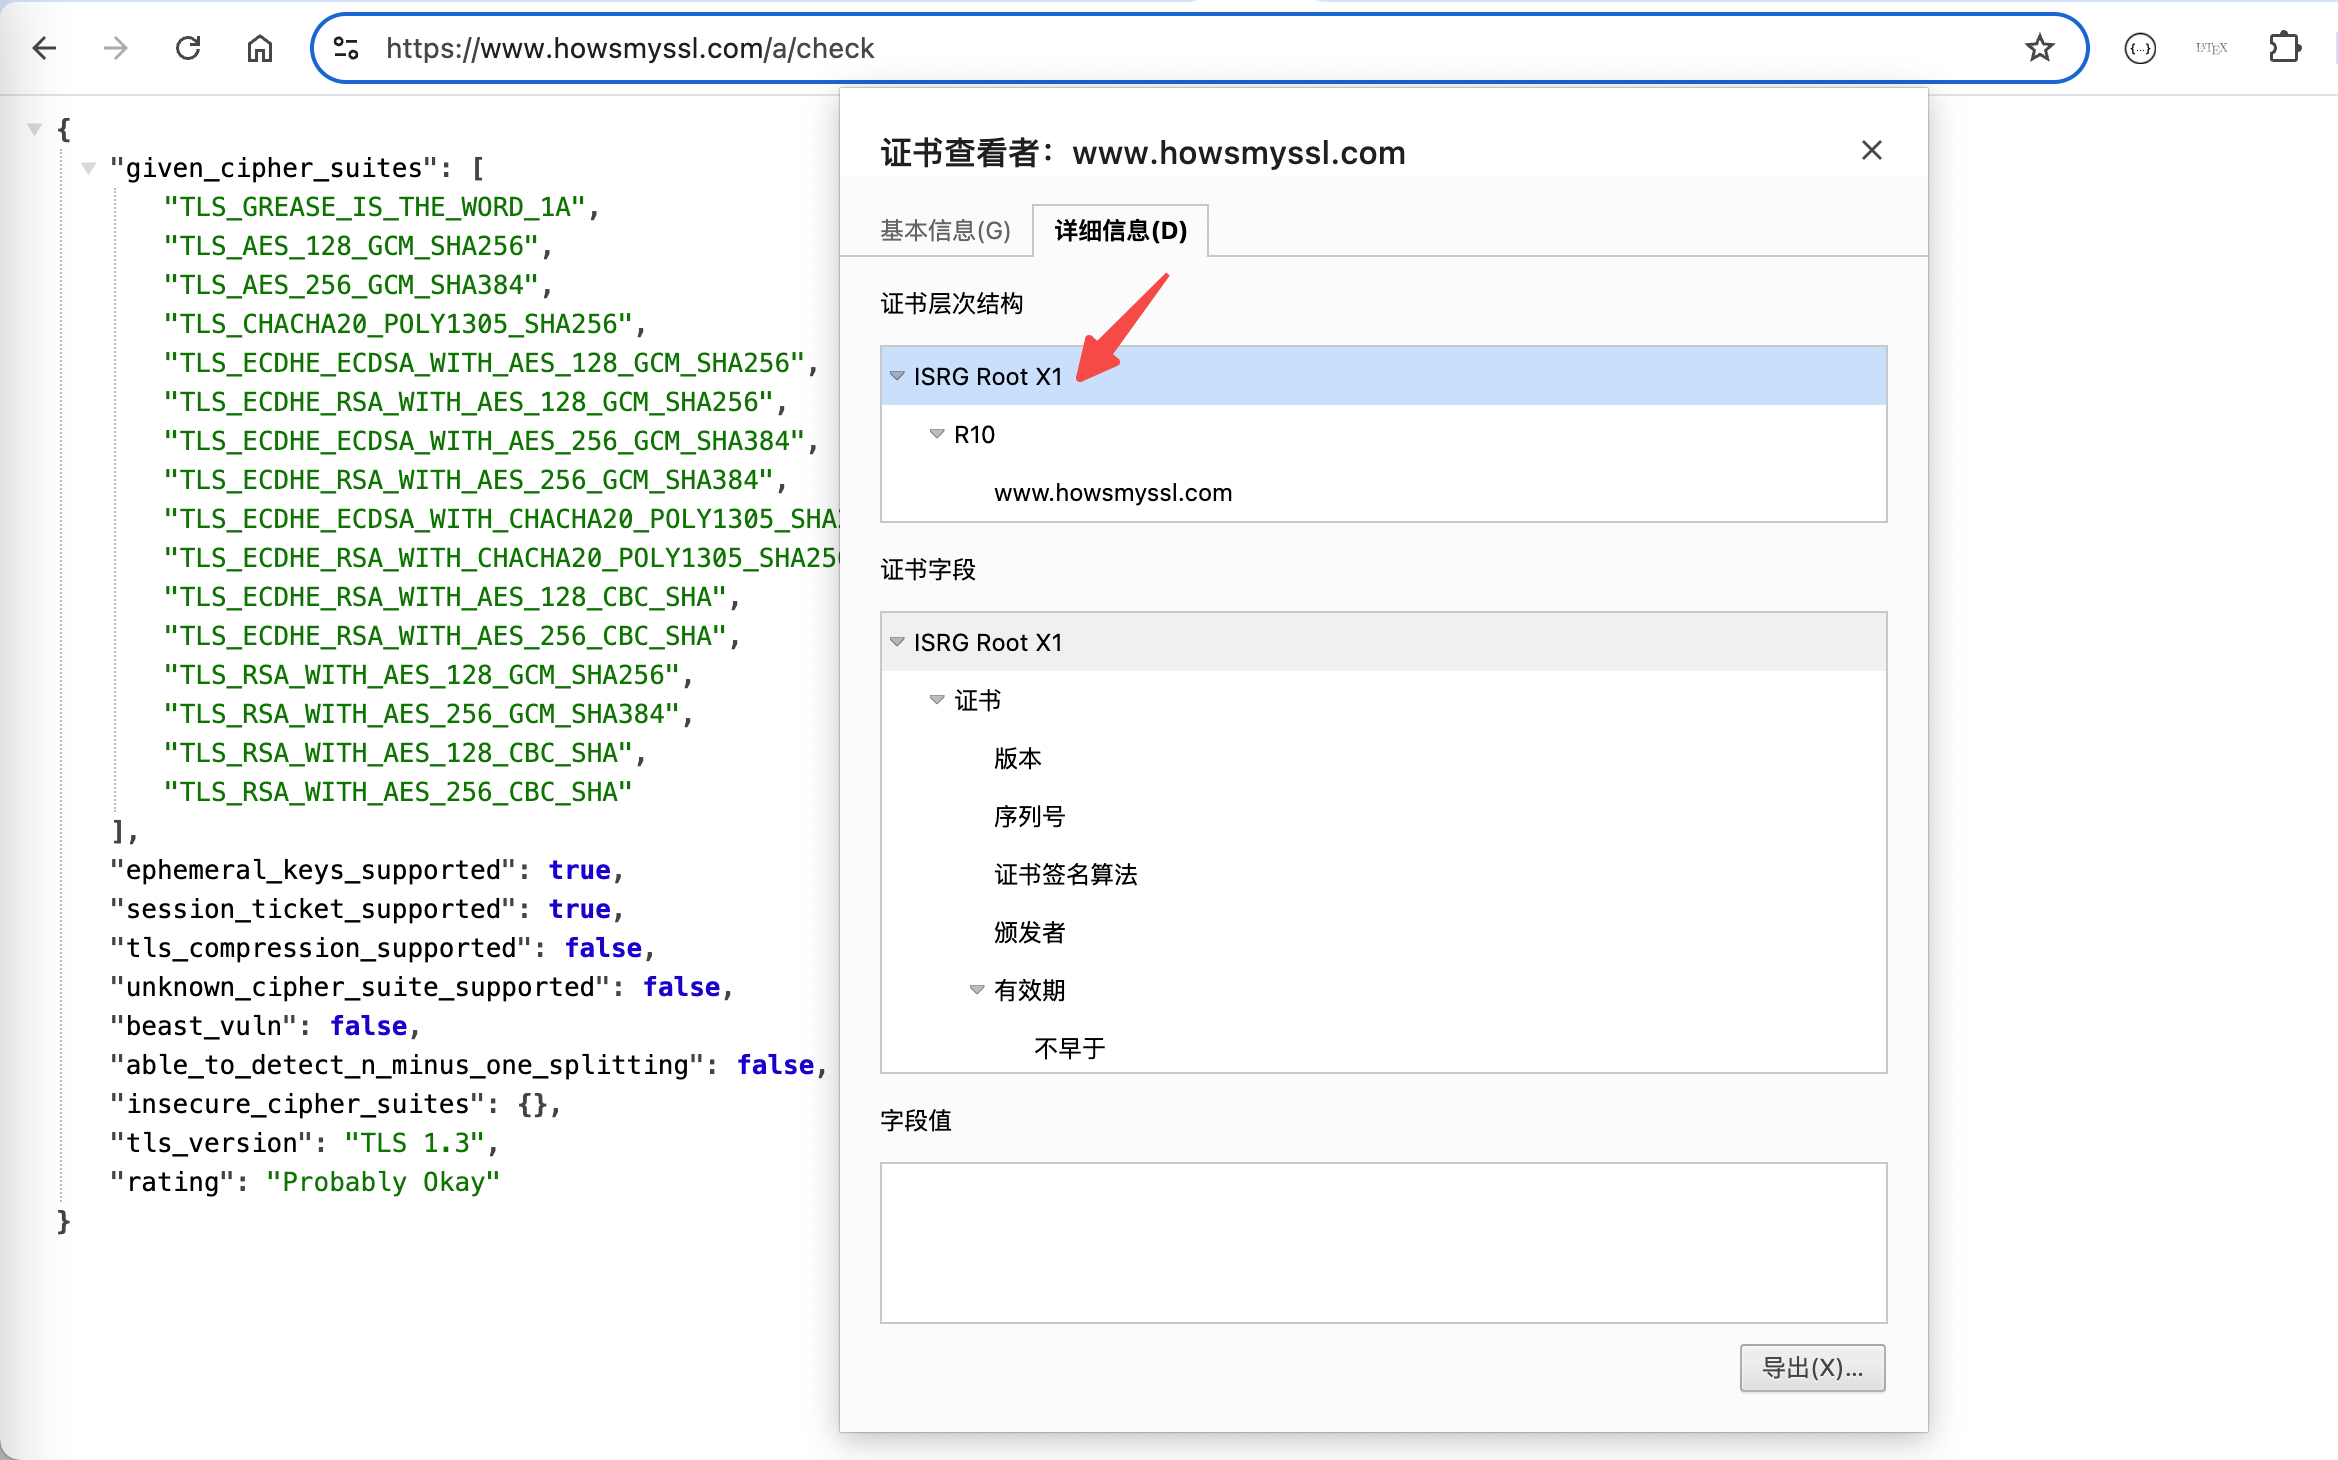 https://www.howsmyssl.com/a/check
{...}
LATEX
{
"given_cipher_suites": [
"TLS_GREASE_IS_THE_WORD_1A",
"TLS_AES_128_GCM_SHA256",
"TLS_AES_256_GCM_SHA384",
"TLS_CHACHA20_POLY1305_SHA256",
"TLS_ECDHE_ECDSA_WITH_AES_128_GCM_SHA256",
"TLS_ECDHE_RSA_WITH_AES_128_GCM_SHA256",
"TLS_ECDHE_ECDSA_WITH_AES_256_GCM_SHA384",
"TLS_ECDHE_RSA_WITH_AES_256_GCM_SHA384",
"TLS_ECDHE_ECDSA_WITH_CHACHA20_POLY1305_SHA
"TLS_ECDHE_RSA_WITH_CHACHA20_POLY1305_SHA25
"TLS_ECDHE_RSA_WITH_AES_128_CBC_SHA",
"TLS_ECDHE_RSA_WITH_AES_256_CBC_SHA",
"TLS_RSA_WITH_AES_128_GCM_SHA256",
"TLS_RSA_WITH_AES_256_GCM_SHA384",
"TLS_RSA_WITH_AES_128_CBC_SHA",
"TLS_RSA_WITH_AES_256_CBC_SHA"
],
"ephemeral_keys_supported": true,
"session_ticket_supported": true,
"tls_compression_supported": false,
"unknown_cipher_suite_supported": false,
"beast_vuln": false,
"able_to_detect_n_minus_one_splitting": false,
"insecure_cipher_suites": {},
"tls_version": "TLS 1.3",
"rating": "Probably Okay"
}
证书查看者：www.howsmyssl.com
基本信息(G)
详细信息(D)
证书层次结构
ISRG Root X1
R10
www.howsmyssl.com
证书字段
ISRG Root X1
证书
版本
序列号
证书签名算法
颁发者
有效期
不早于
字段值
导出(X)...